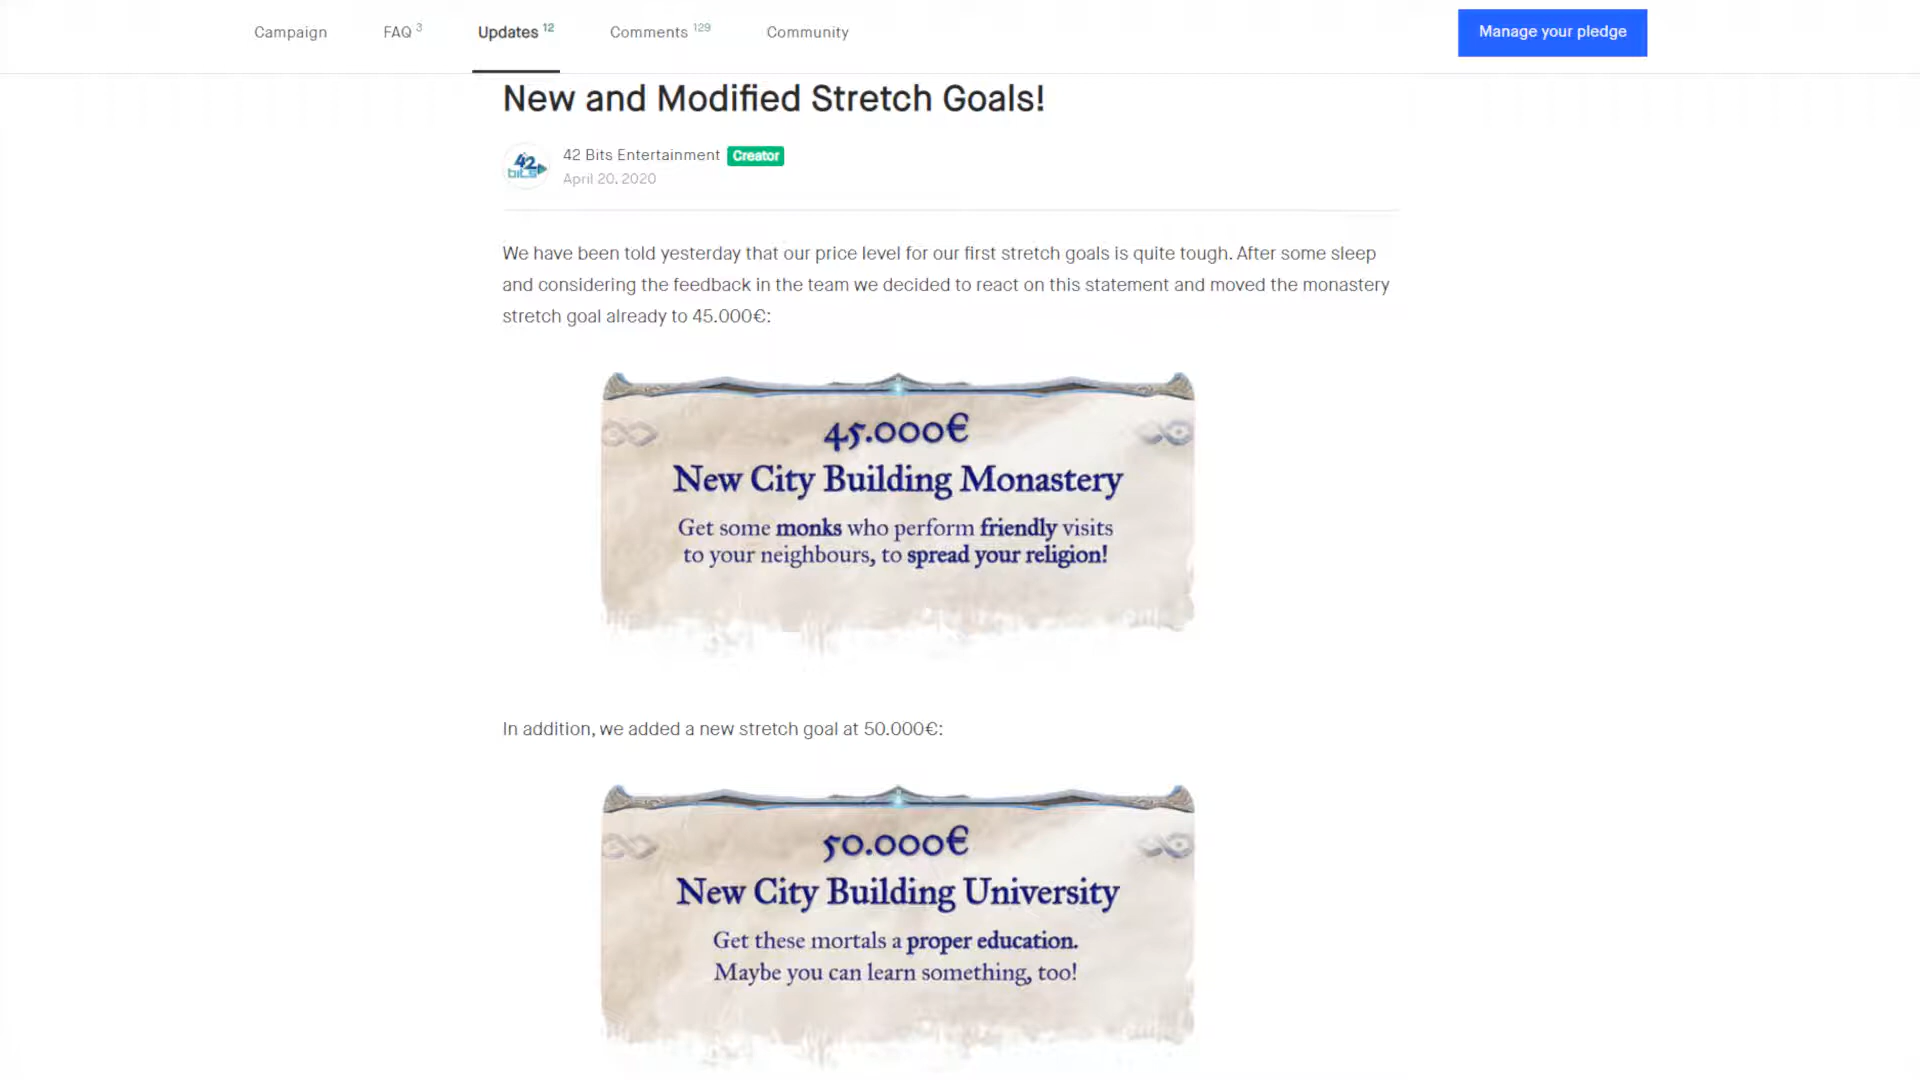 Campaign
FAQ 3
Updates 12
Comments 129
Community
Manage your pledge
New and Modified Stretch Goals!
42 bits
42 Bits Entertainment Creator
April 20, 2020
We have been told yesterday that our price level for our first stretch goals is quite tough. After some sleep
and considering the feedback in the team we decided to react on this statement and moved the monastery
stretch goal already to 45.000€:
45.000€
New City Building Monastery
Get some monks who perform friendly visits
to your neighbours, to spread your religion!
In addition, we added a new stretch goal at 50.000€:
50.000€
New City Building University
Get these mortals a proper education.
Maybe you can learn something, too!